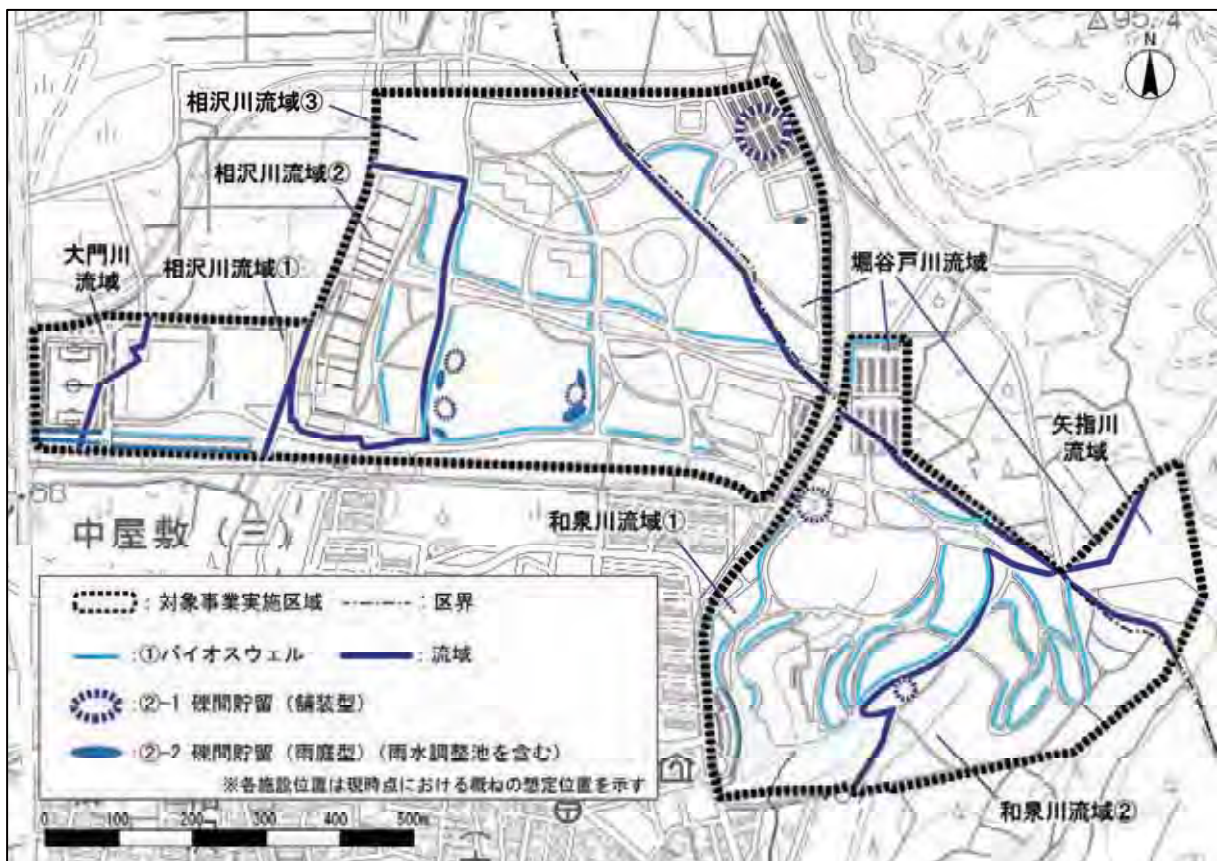 △95.4
N
相沢川流域③
相沢川流域②
大門川
流域
相沢川流域①
堀谷戸川流域
矢指川
流域
和泉川流域①
中屋敷(三)
:対象事業実施区域
:区界
:①バイオスウェル
:流域
:②-1 礫間貯留(舗装型)
:②-2 礫間貯留(雨庭型)(雨水調整池を含む)
※各施設位置は現時点における概ねの想定位置を示す
和泉川流域②
0 100 200 300 400 500m